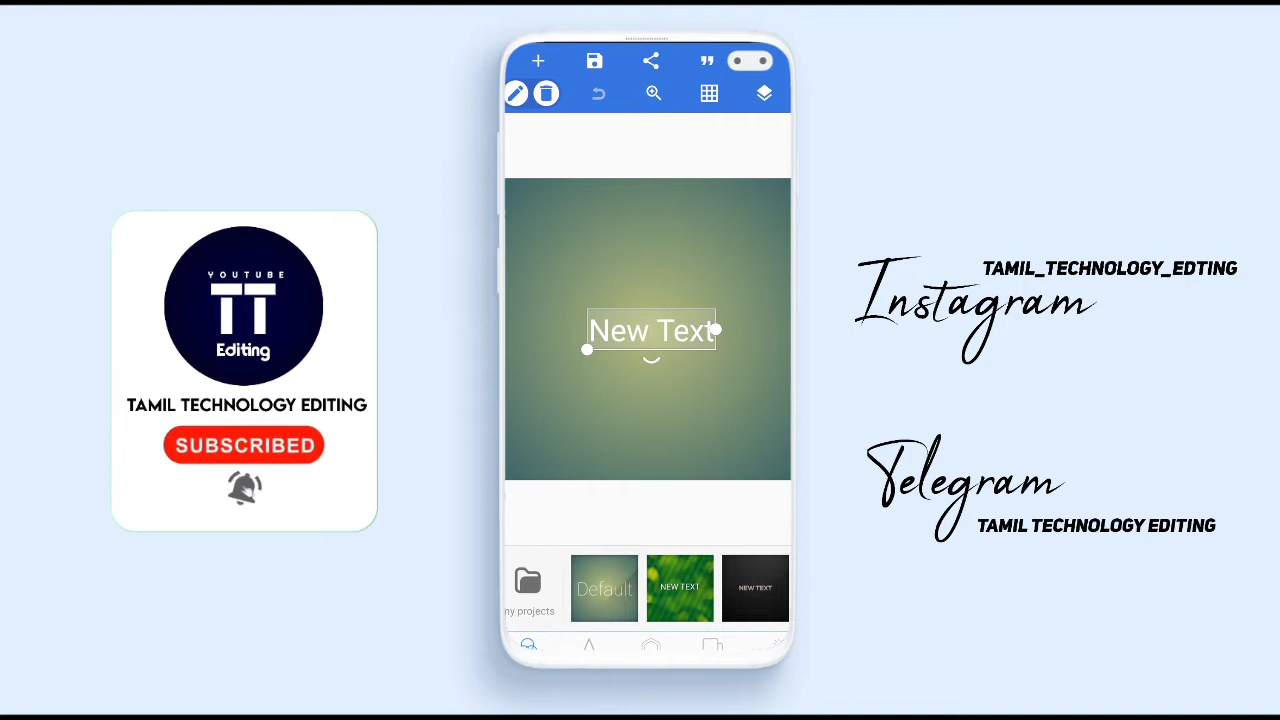 YOUTUBE
TT
Editing
TAMIL TECHNOLOGY EDITING
SUBSCRIBED
New Text
ny projects
Default
NEW TEXT
NEW TEXT
TAMIL_TECHNOLOGY_EDTING
Instagram
Telegram
TAMIL TECHNOLOGY EDITING